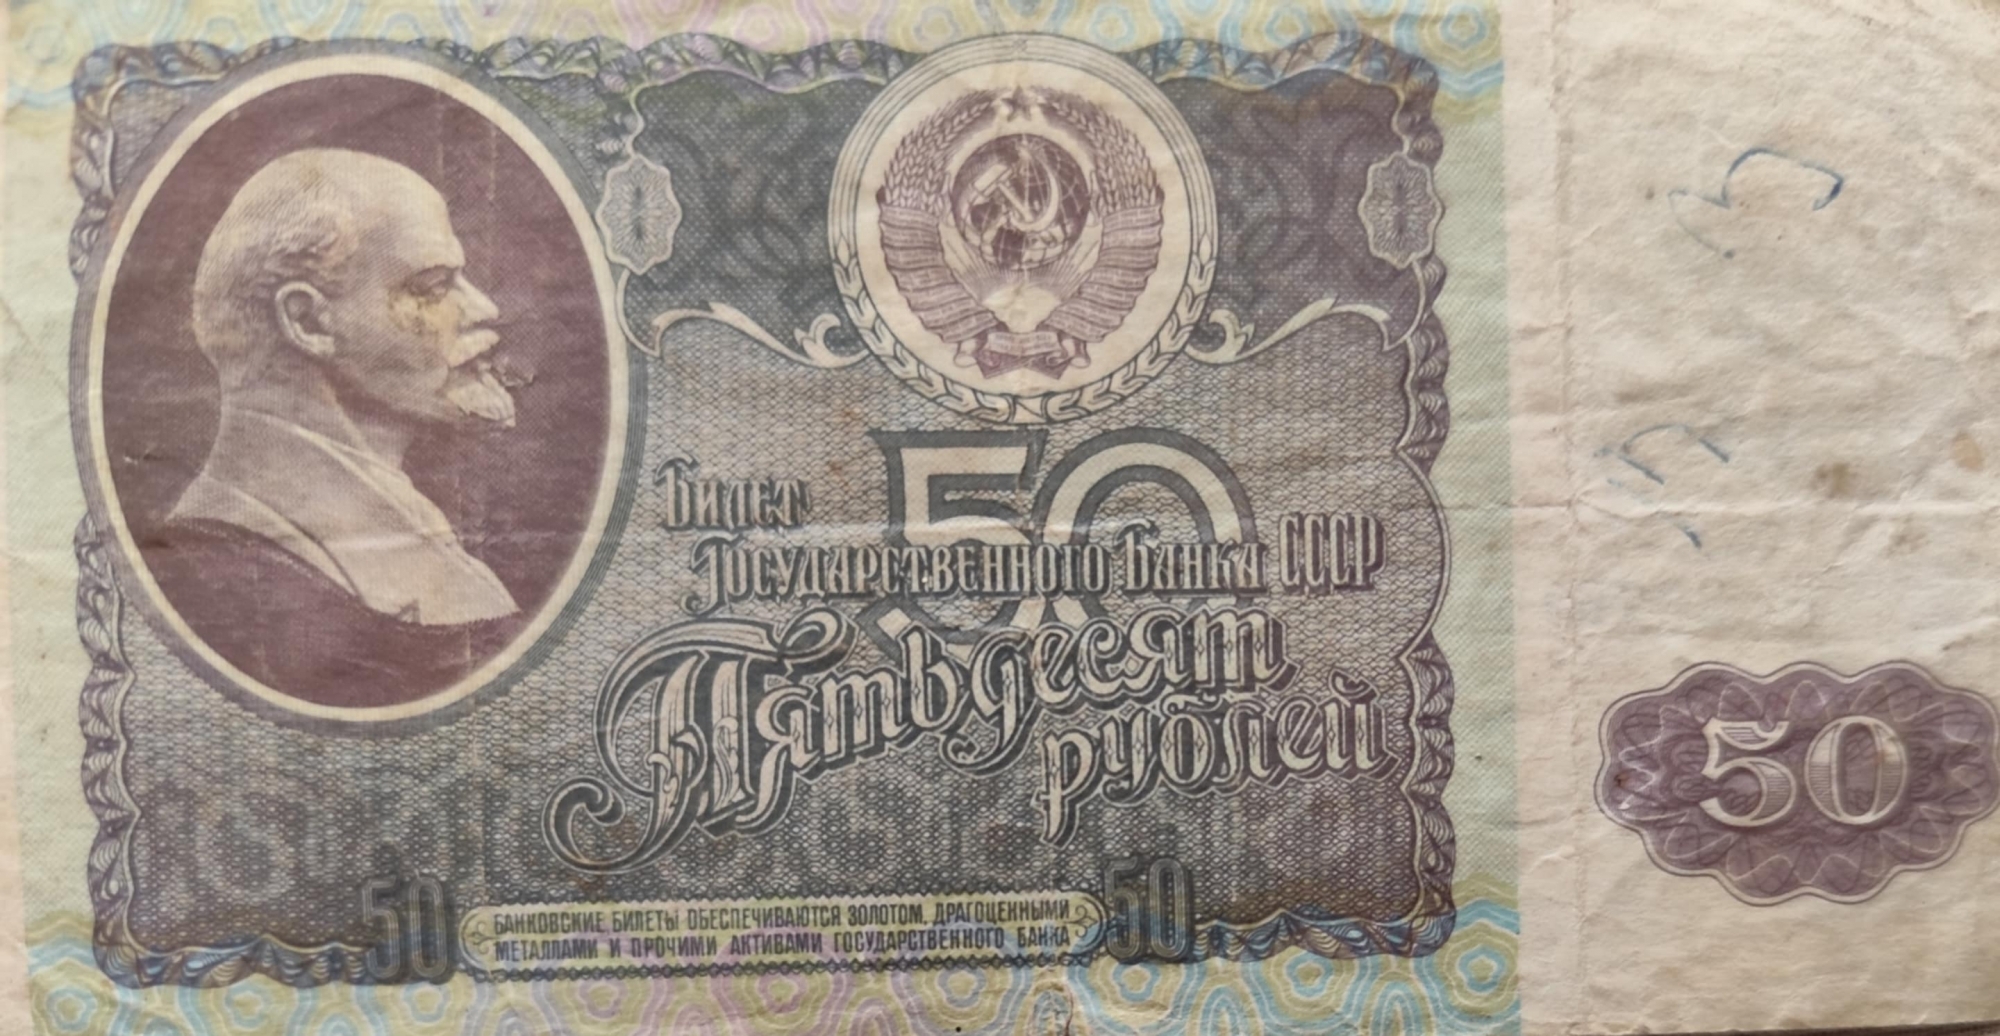 Билет
Государственного Банка СССР
50
Пятьдесят
рублей
50
50
БАНКОВСКИЕ БИЛЕТЫ ОБЕСПЕЧИВАЮТСЯ ЗОЛОТОМ, ДРАГОЦЕННЫМИ
МЕТАЛЛАМИ И ПРОЧИМИ АКТИВАМИ ГОСУДАРСТВЕННОГО БАНКА
50